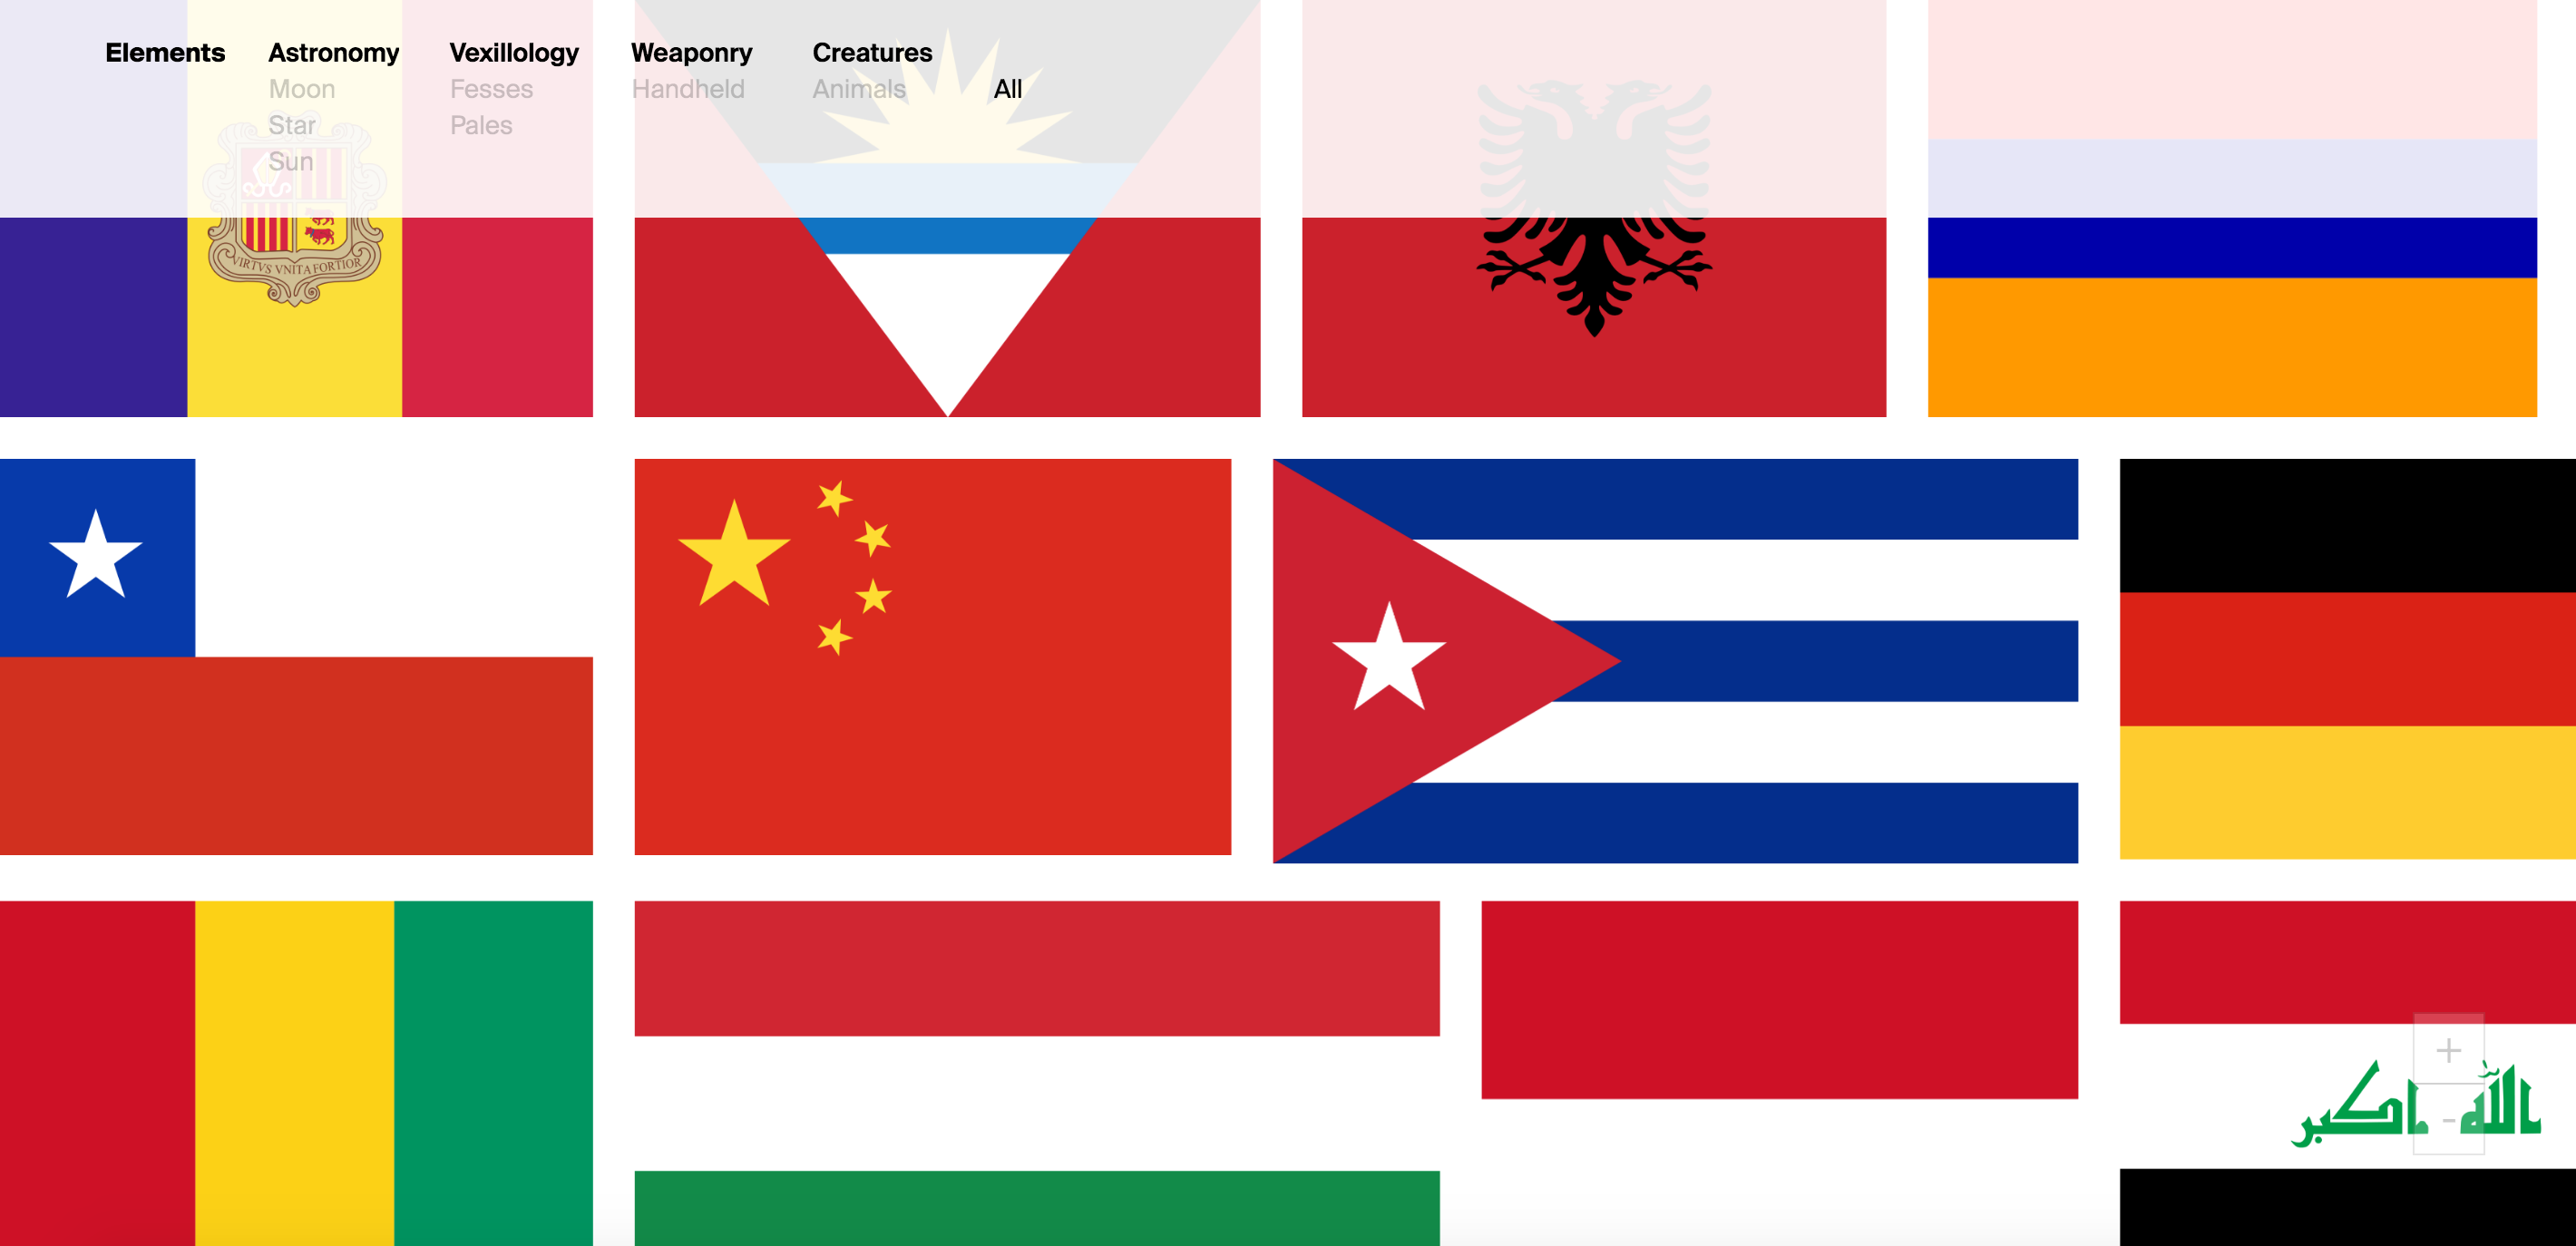 Elements Astronomy Vexillology Weaponry Creatures
Moon Fesses Handheld Animals All
Star Pales
Sun
VIRTVS VNITA FORTIOR
الله اكبر
+
-